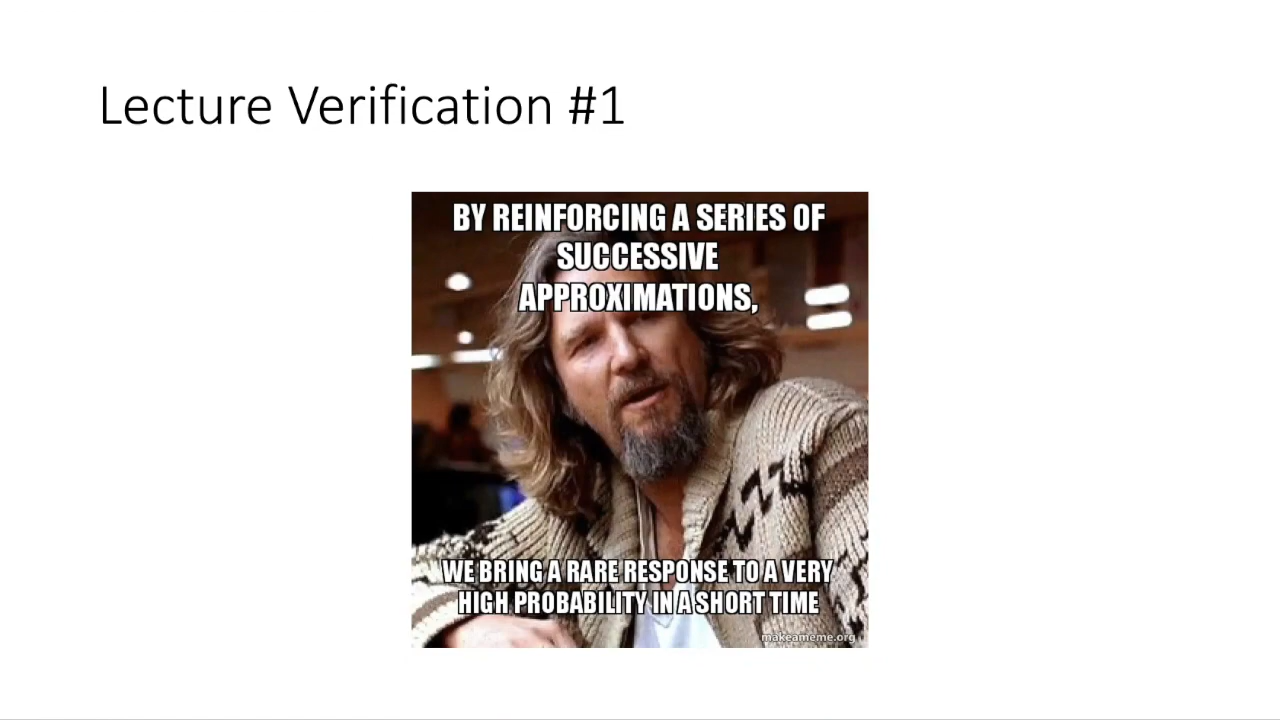 Lecture Verification #1
BY REINFORCING A SERIES OF
SUCCESSIVE
APPROXIMATIONS,
WE BRING A RARE RESPONSE TO A VERY
HIGH PROBABILITY IN A SHORT TIME
makeameme.org